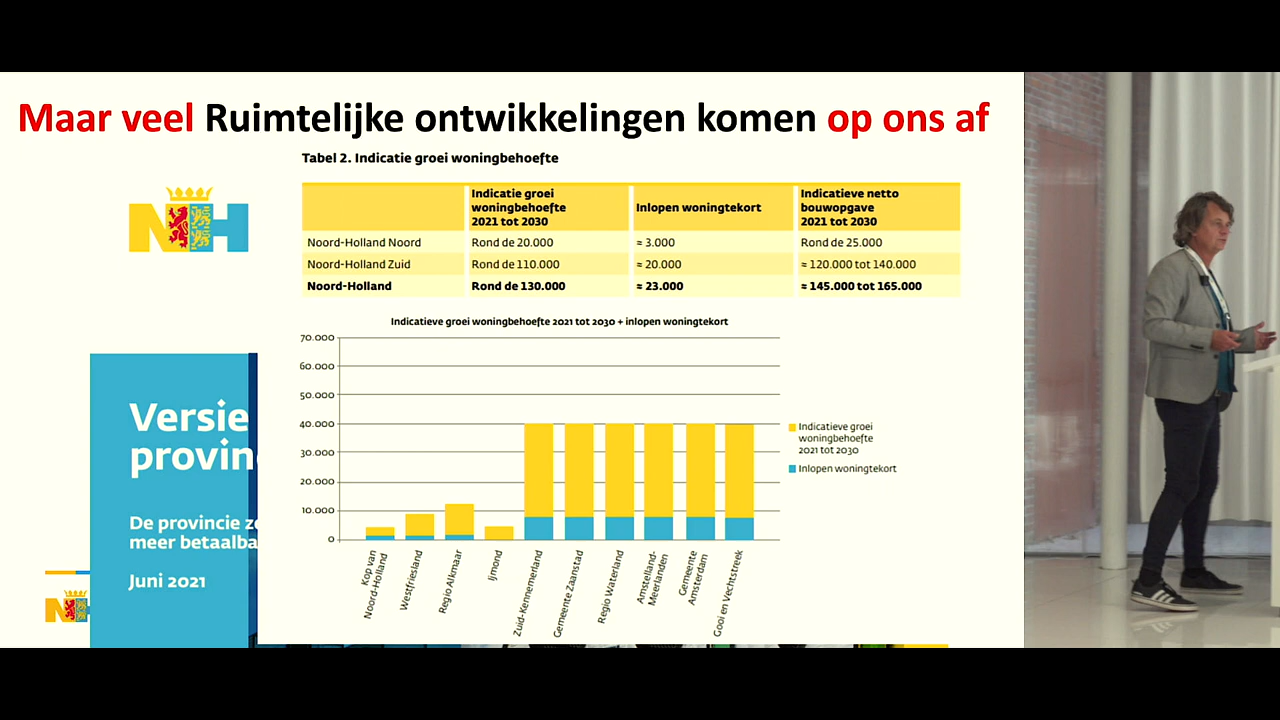 Maar veel Ruimtelijke ontwikkelingen komen op ons af
Tabel 2. Indicatie groei woningbehoefte
Indicatie groei
woningbehoefte
2021 tot 2030
Inlopen woningtekort
Indicatieve netto
bouwopgave
2021 tot 2030
Noord-Holland Noord Rond de 20.000 ≈ 3.000 Rond de 25.000
Noord-Holland Zuid Rond de 110.000 ≈ 20.000 ≈ 120.000 tot 140.000
Noord-Holland Rond de 130.000 ≈ 23.000 ≈ 145.000 tot 165.000
NH
Indicatieve groei woningbehoefte 2021 tot 2030 + inlopen woningtekort
70.000
60.000
50.000
40.000
30.000
20.000
10.000
0
Kop van
Noord-Holland
Westfriesland
Regio Alkmaar
Ijmond
Zuid-Kennemerland
Gemeente Zaanstad
Regio Waterland
Amstelland-
Meerlanden
Gemeente
Amsterdam
Gooi en Vechtstreek
Indicatieve groei
woningbehoefte
2021 tot 2030
Inlopen woningtekort
Versie
provin
De provincie z
meer betaalba
Juni 2021